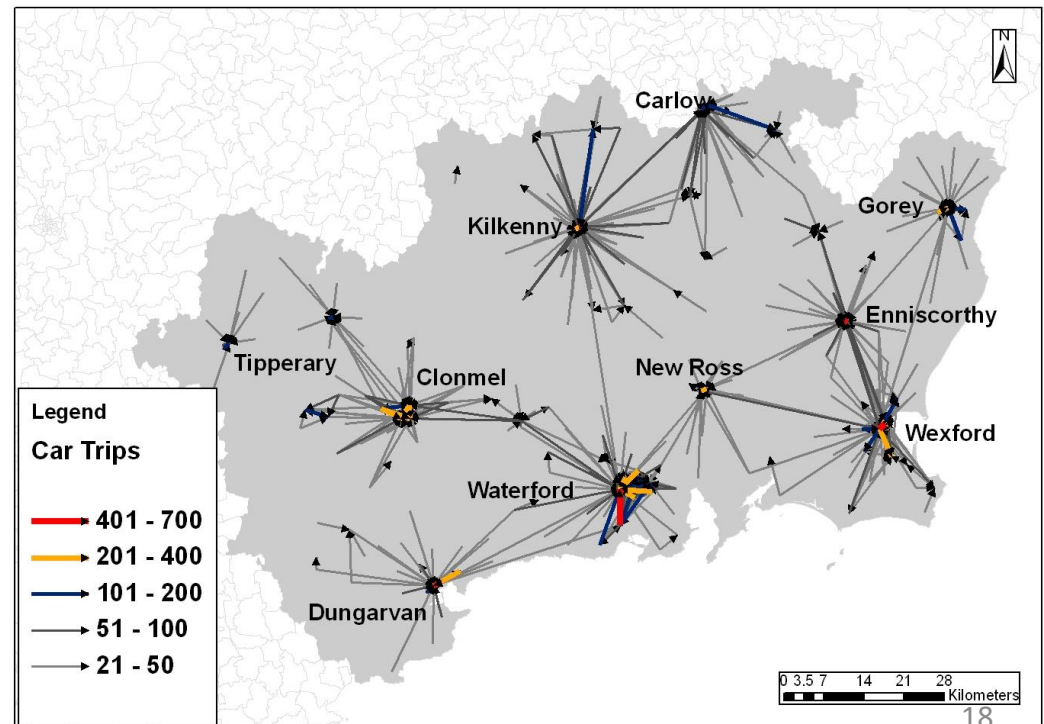 N
Carlow
Gorey
Kilkenny
Enniscorthy
Tipperary
New Ross
Clonmel
Wexford
Waterford
Dungarvan
Legend
Car Trips
401 - 700
201 - 400
101 - 200
51 - 100
21 - 50
0 3.5 7 14 21 28
Kilometers
18